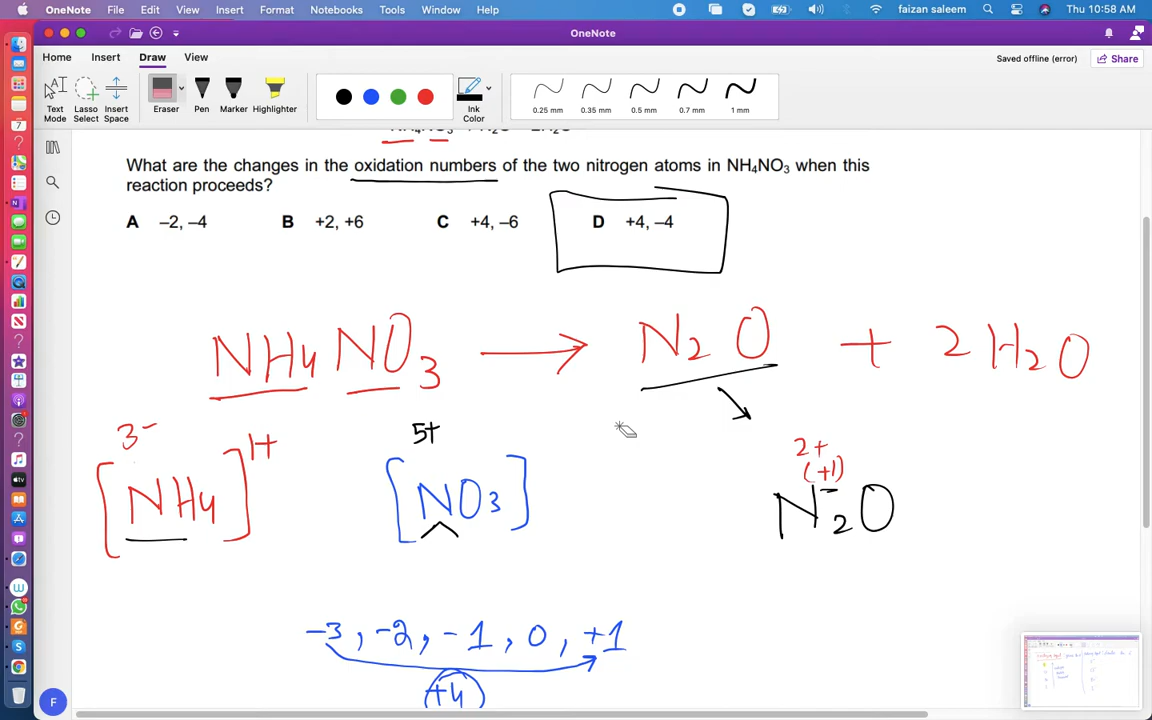 OneNote File Edit View Insert Format Notebooks Tools Window Help faizan saleem Thu 10:58 AM
OneNote
Home Insert Draw View Saved offline (error) Share
Text Mode Lasso Select Insert Space Eraser Pen Marker Highlighter Ink Color 0.25 mm 0.35 mm 0.5 mm 0.7 mm 1 mm
What are the changes in the oxidation numbers of the two nitrogen atoms in NH₄NO₃ when this
reaction proceeds?
A –2, –4 B +2, +6 C +4, –6 D +4, –4
NH4 NO3 → N2O + 2H2O
3- 1+ 5+ 2+
(+1)
[NH4] [NO3] N2O
-3, -2, -1, 0, +1
+4
F